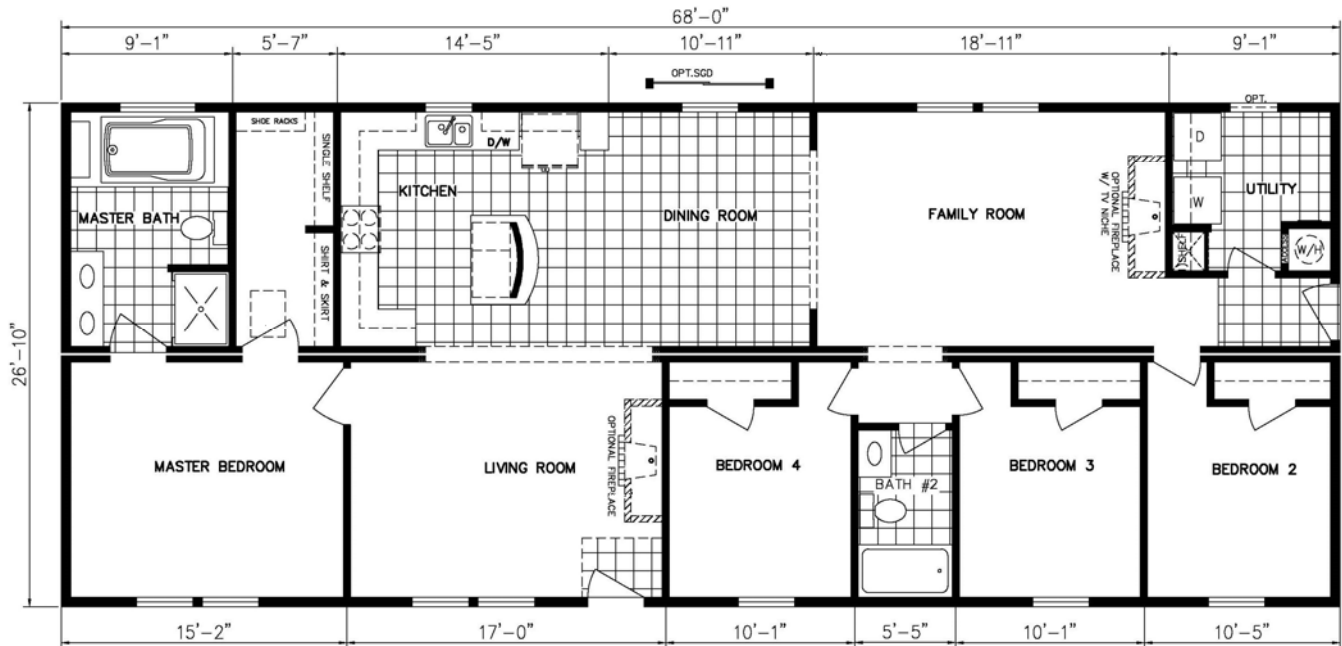 68'-0"
9'-1"
5'-7"
14'-5"
10'-11"
18'-11"
9'-1"
OPT.SGD
OPT.
SHOE RACKS
SINGLE SHELF
D/W
D
KITCHEN
MASTER BATH
DINING ROOM
FAMILY ROOM
OPTIONAL FIREPLACE
W/ TV NICHE
W
UTILITY
SHIRT & SKIRT
SHELF
ACCESS
W/H
26'-10"
MASTER BEDROOM
LIVING ROOM
OPTIONAL FIREPLACE
BEDROOM 4
BATH #2
BEDROOM 3
BEDROOM 2
15'-2"
17'-0"
10'-1"
5'-5"
10'-1"
10'-5"